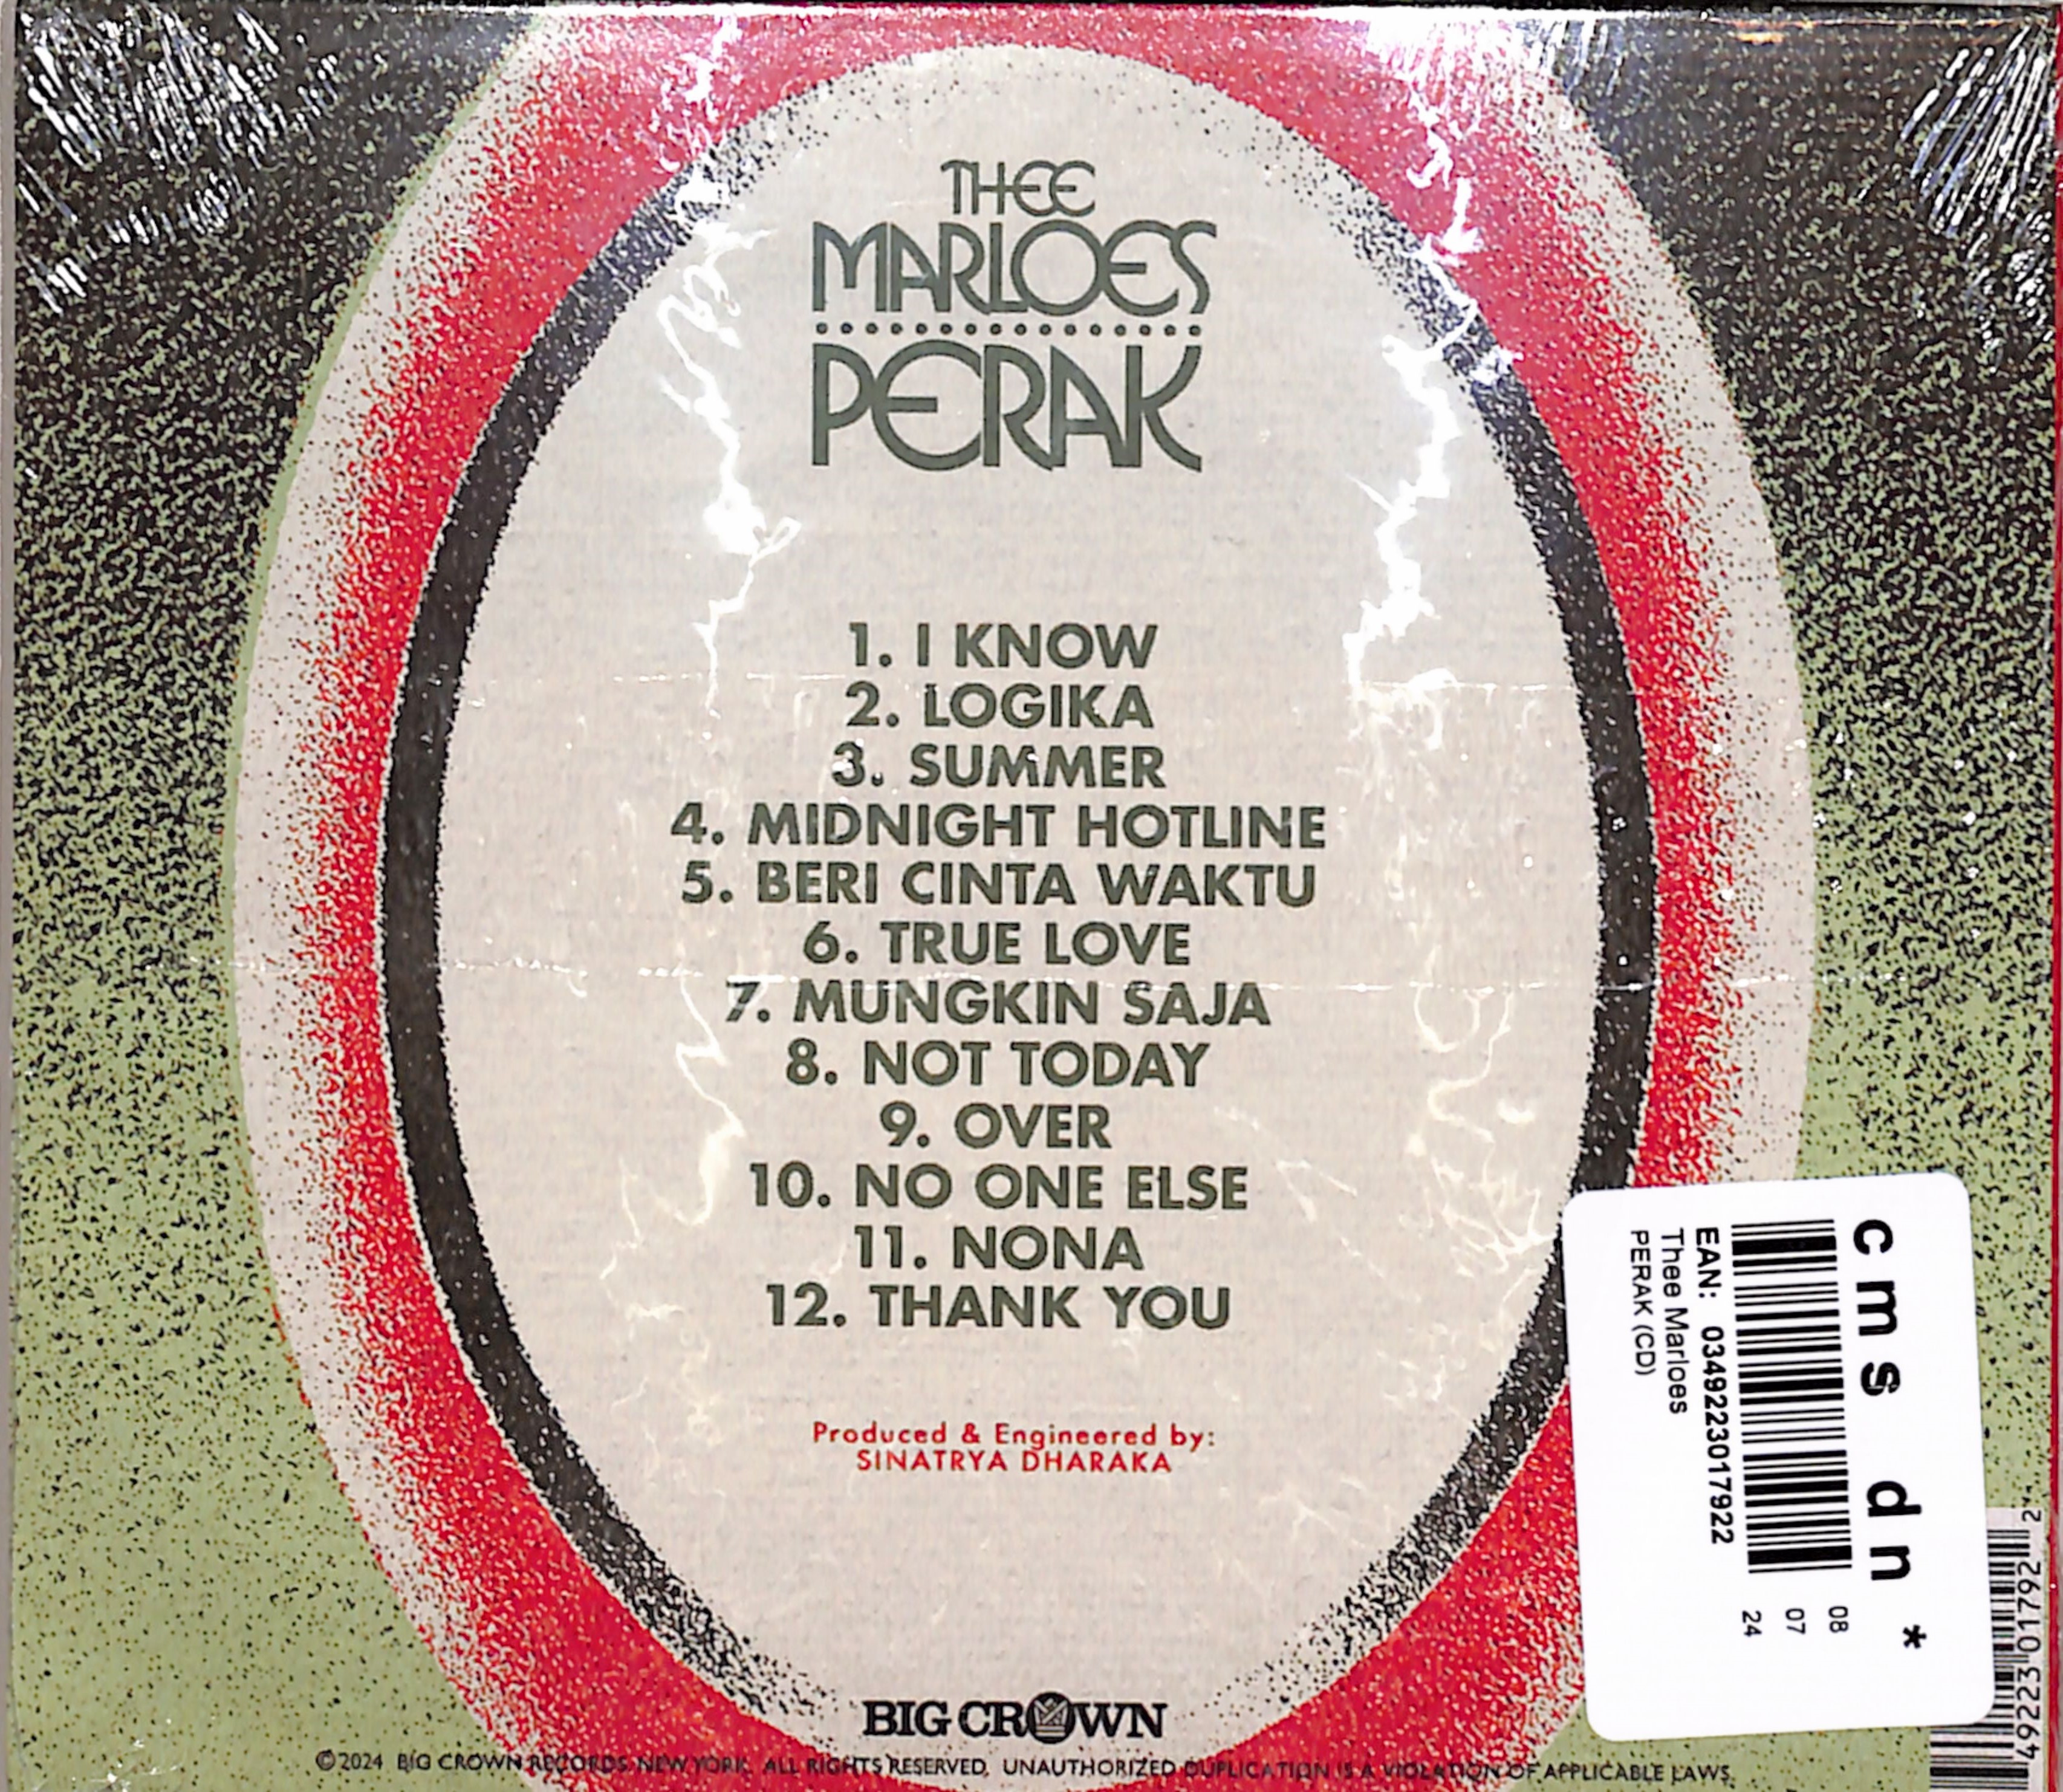 THEE
MARLOES
PERAK
1. I KNOW
2. LOGIKA
3. SUMMER
4. MIDNIGHT HOTLINE
5. BERI CINTA WAKTU
6. TRUE LOVE
7. MUNGKIN SAJA
8. NOT TODAY
9. OVER
10. NO ONE ELSE
11. NONA
12. THANK YOU
Produced & Engineered by:
SINATRYA DHARAKA
BIG CROWN
©2024 BIG CROWN RECORDS, NEW YORK. ALL RIGHTS RESERVED. UNAUTHORIZED DUPLICATION IS A VIOLATION OF APPLICABLE LAWS.
cms dn *
08
07
24
EAN: 0349223017922
Thee Marloes
PERAK (CD)
49223 01792 2